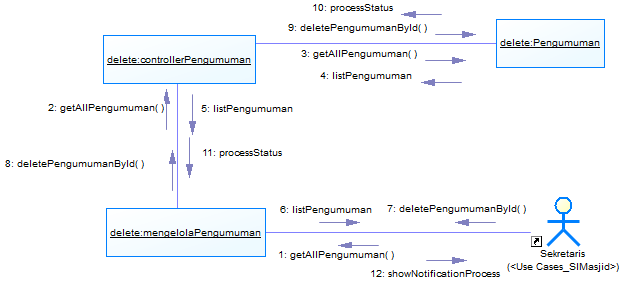 10: processStatus
9: deletePengumumanById( )
delete:controllerPengumuman
delete:Pengumuman
3: getAllPengumuman( )
4: listPengumuman
2: getAllPengumuman( )
5: listPengumuman
11: processStatus
8: deletePengumumanById( )
6: listPengumuman
7: deletePengumumanById( )
delete:mengelolaPengumuman
1: getAllPengumuman( )
Sekretaris
(<Use Cases_SIMasjid>)
12: showNotificationProcess